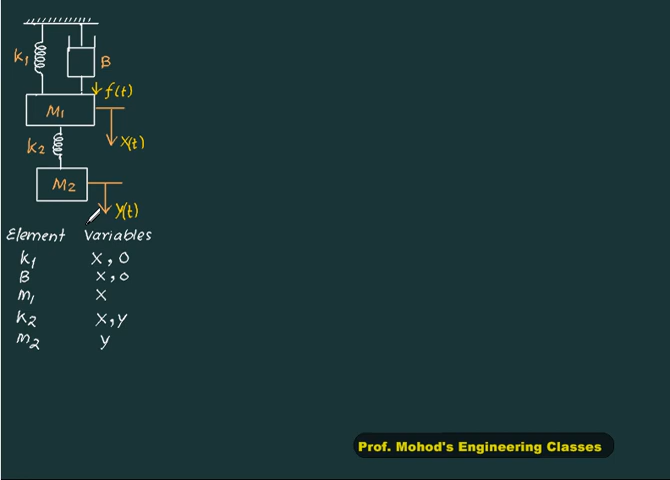 K1
B
f(t)
M1
X(t)
K2
M2
Y(t)
Element Variables
K1 X, 0
B X, 0
M1 X
K2 X, Y
M2 Y
Prof. Mohod's Engineering Classes